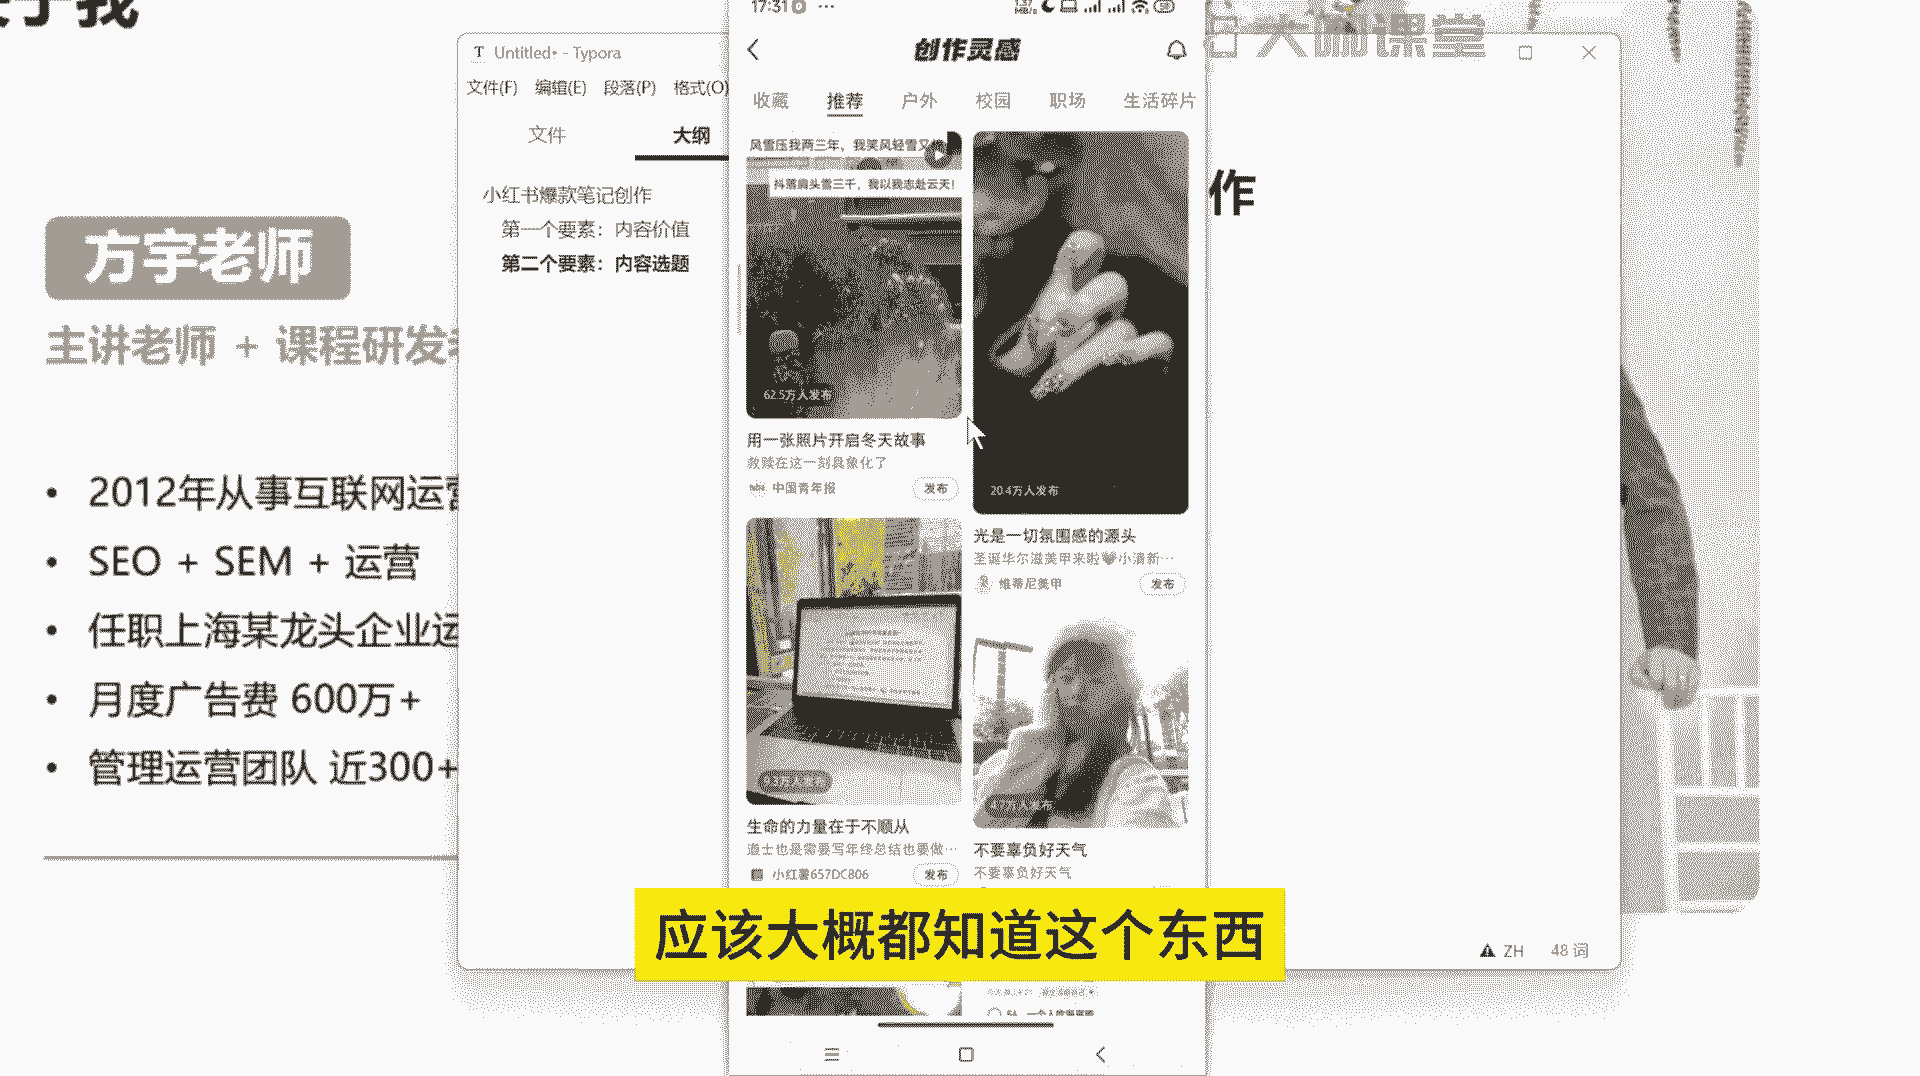 于我
方宇老师
主讲老师 + 课程研发
• 2012年从事互联网运营
• SEO + SEM + 运营
任职上海某龙头企业运
• 月度广告费 600万+
• 管理运营团队 近300+
Untitled• - Typora
文件(F) 编辑(E) 段落(P) 格式(O)
文件
大纲
小红书爆款笔记创作
第一个要素：内容价值
第二个要素：内容选题
作
17:31
创作灵感
收藏 推荐 户外 校园 职场 生活碎片
风雪压我两三年，我笑风轻雪又
抖落肩头雪三千，我以我志赴云天！
62.5万人发布
用一张照片开启冬天故事
救赎在这一刻具象化了
中国青年报
发布
20.4万人发布
光是一切氛围感的源头
圣诞华尔滋美甲来啦🖤小清新…
维蒂尼美甲
发布
万人发布
生命的力量在于不顺从
道士也是需要写年终总结也要做…
小红薯657DC806
发布
4.7万人发布
不要辜负好天气
不要辜负好天气
应该大概都知道这个东西
ZH 48 词
课堂